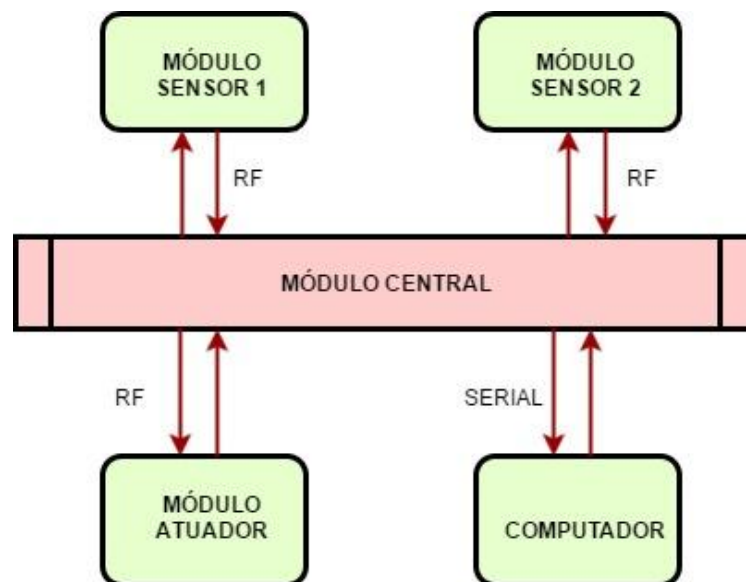 MÓDULO
SENSOR 1
MÓDULO
SENSOR 2
RF
RF
MÓDULO CENTRAL
RF
SERIAL
MÓDULO
ATUADOR
COMPUTADOR